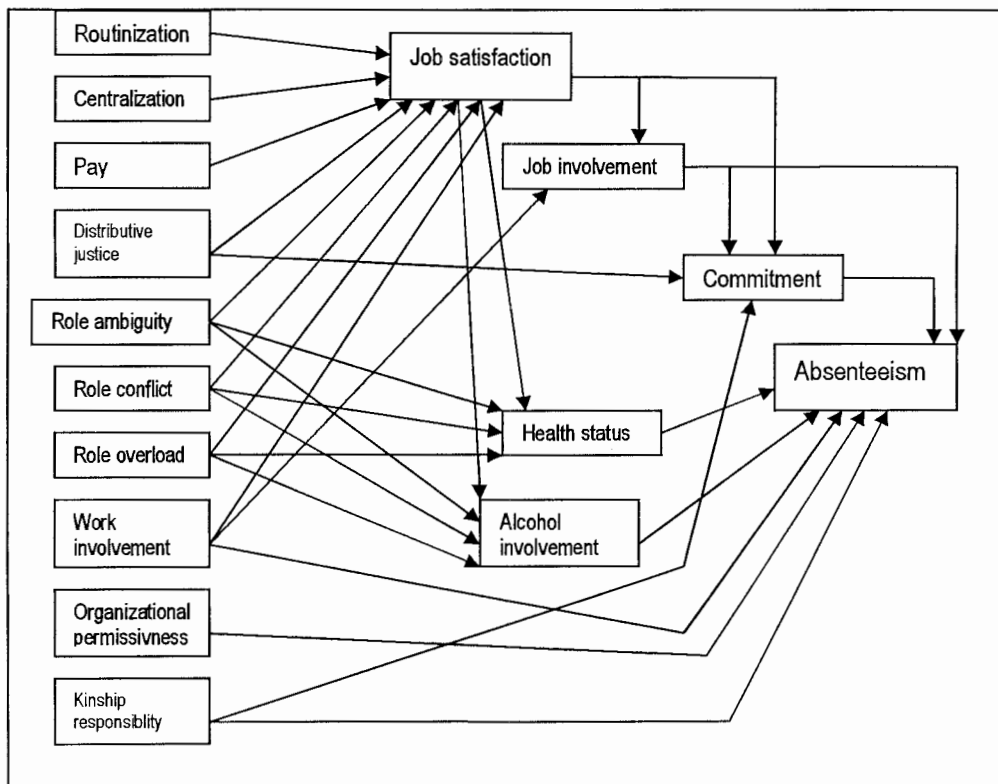 Routinization
Centralization
Pay
Distributive
justice
Role ambiguity
Role conflict
Role overload
Work
involvement
Organizational
permissivness
Kinship
responsiblity
Job satisfaction
Job involvement
Commitment
Absenteeism
Health status
Alcohol
involvement